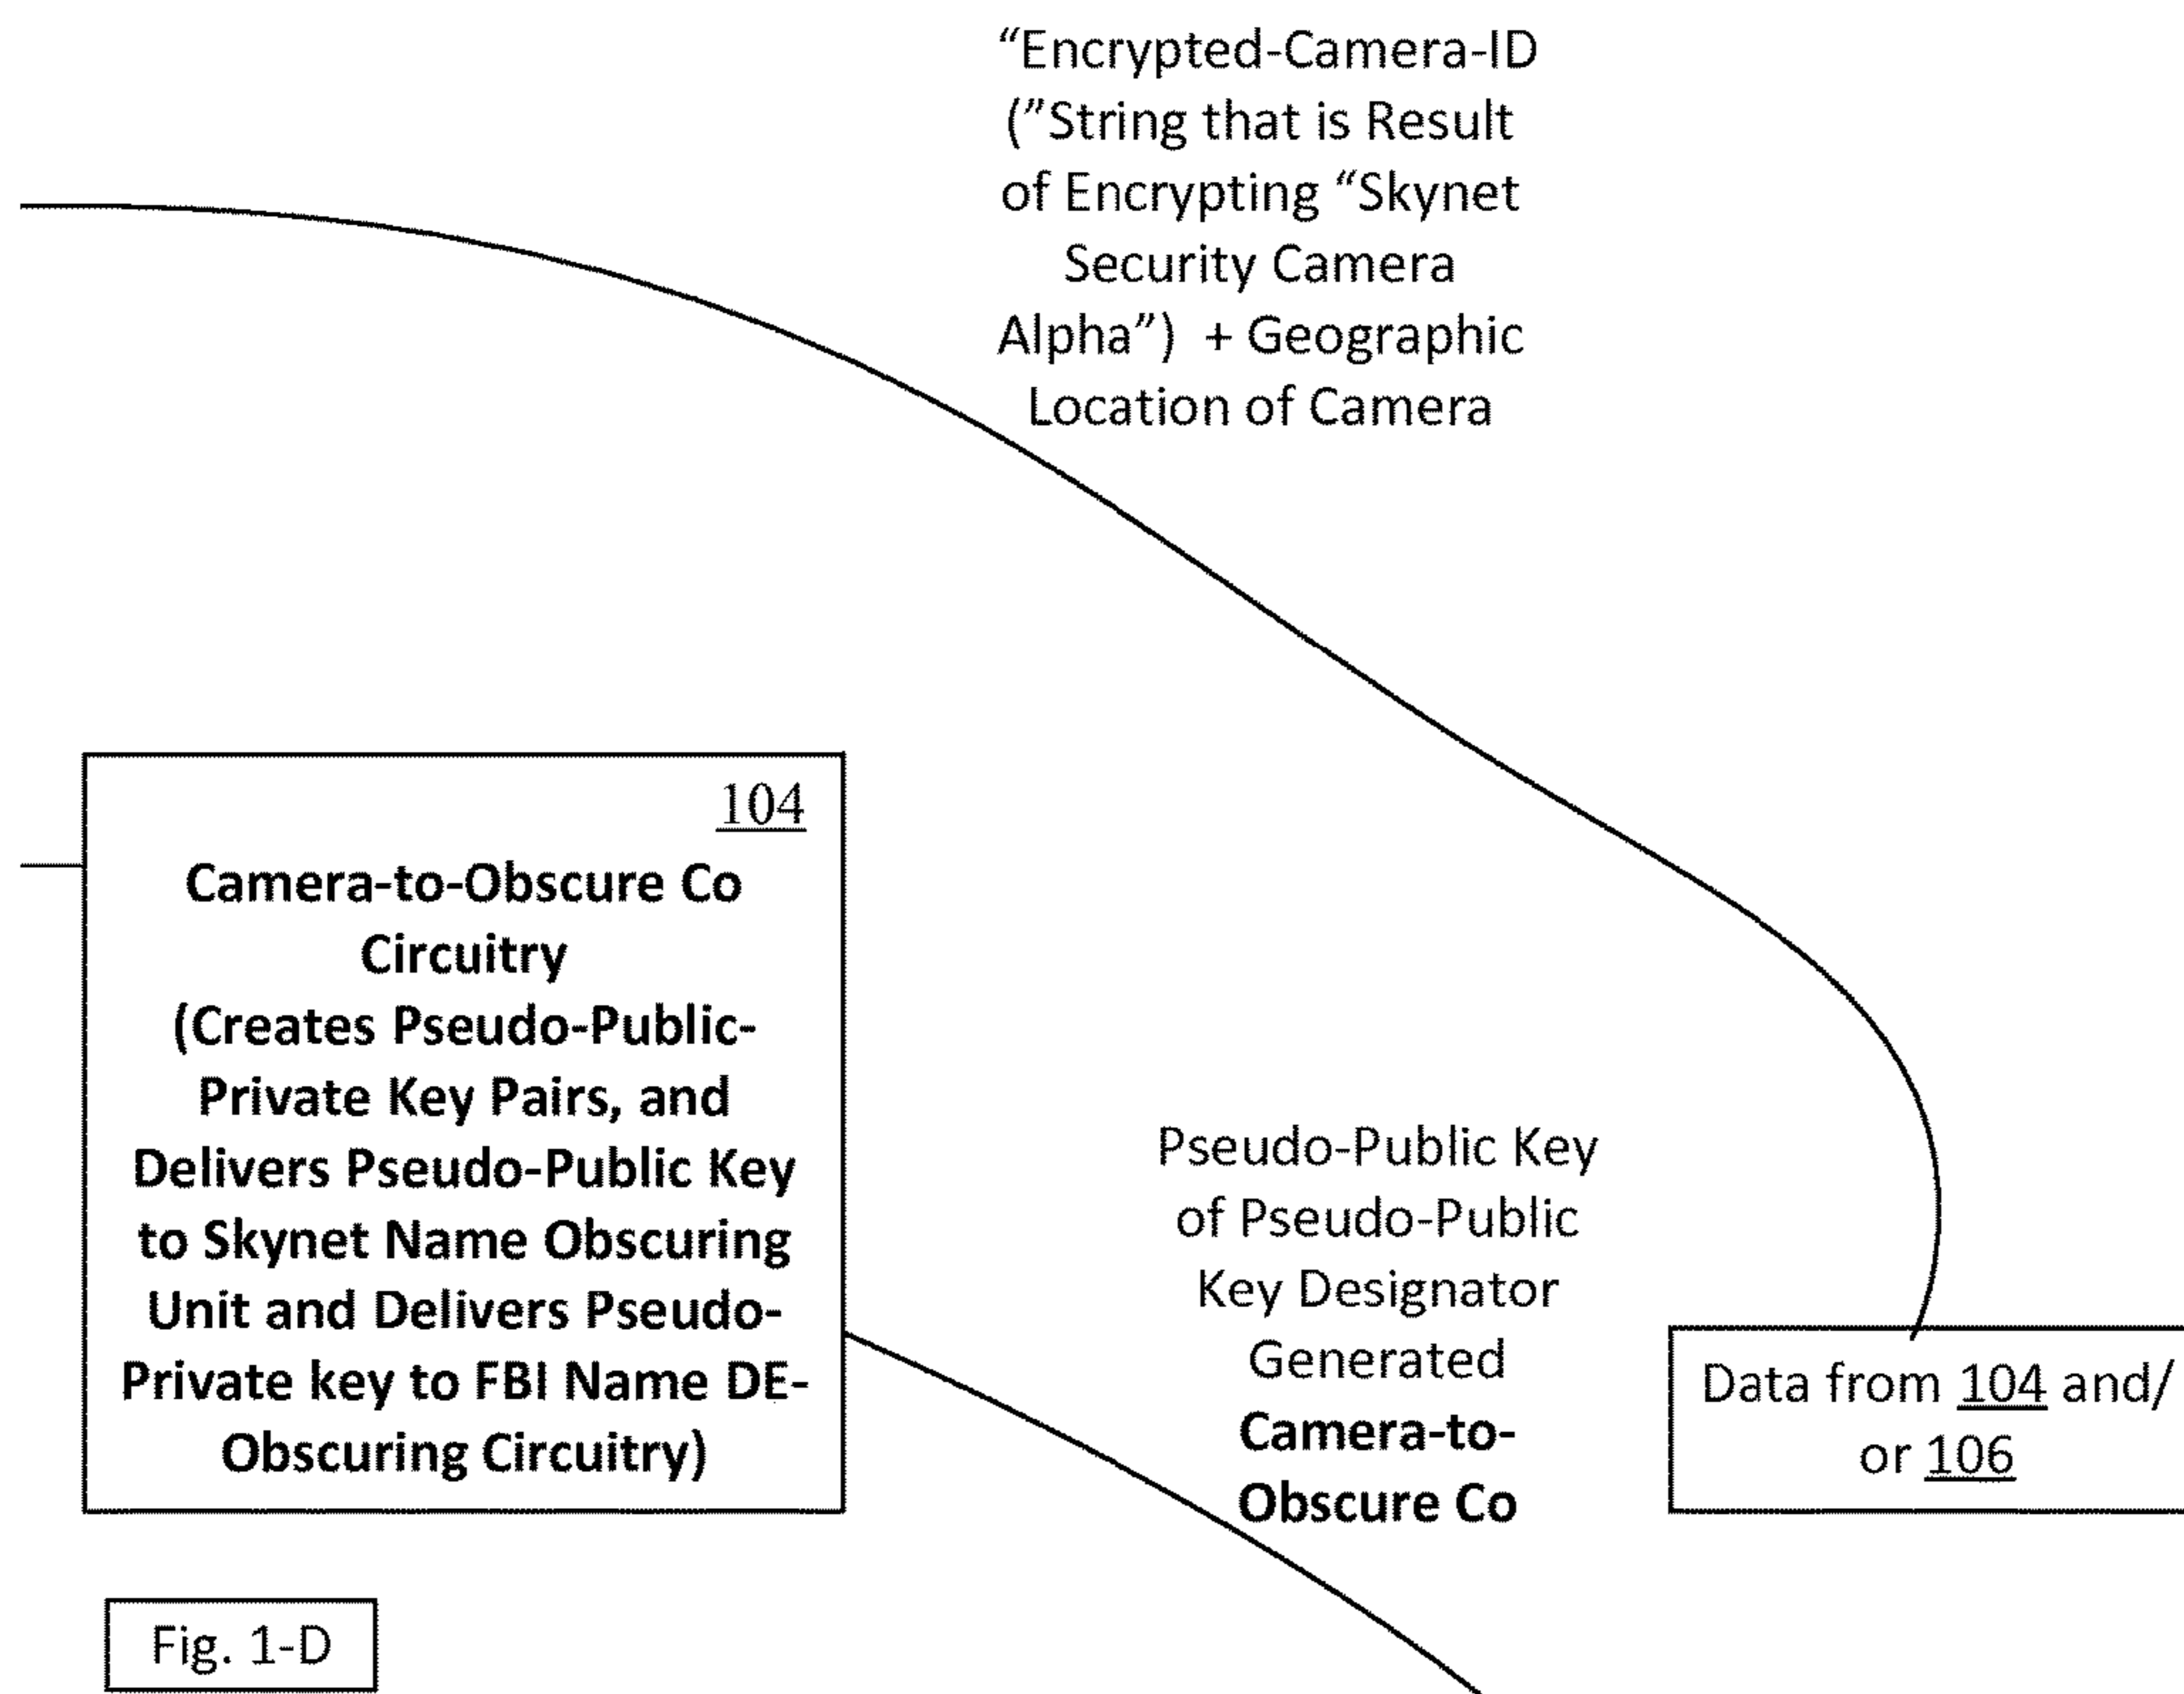 “Encrypted-Camera-ID
(”String that is Result
of Encrypting “Skynet
Security Camera
Alpha”) + Geographic
Location of Camera
104
Camera-to-Obscure Co
Circuitry
(Creates Pseudo-Public-
Private Key Pairs, and
Delivers Pseudo-Public Key
to Skynet Name Obscuring
Unit and Delivers Pseudo-
Private key to FBI Name DE-
Obscuring Circuitry)
Pseudo-Public Key
of Pseudo-Public
Key Designator
Generated
Camera-to-
Obscure Co
Data from 104 and/
or 106
Fig. 1-D